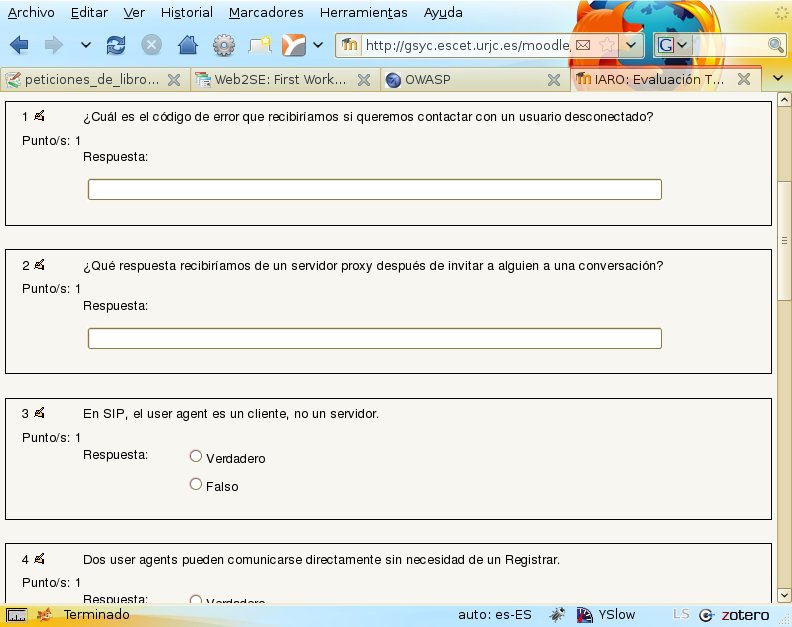 Archivo Editar Ver Historial Marcadores Herramientas Ayuda
http://gsyc.escet.urjc.es/moodle
G
peticiones_de_libro... Web2SE: First Work... OWASP IARO: Evaluación T...
1 ¿Cuál es el código de error que recibiríamos si queremos contactar con un usuario desconectado?
Punto/s: 1
Respuesta:
2 ¿Qué respuesta recibiríamos de un servidor proxy después de invitar a alguien a una conversación?
Punto/s: 1
Respuesta:
3 En SIP, el user agent es un cliente, no un servidor.
Punto/s: 1
Respuesta: Verdadero
Falso
4 Dos user agents pueden comunicarse directamente sin necesidad de un Registrar.
Punto/s: 1
Respuesta: Verdadero
Terminado auto: es-ES YSlow LS zotero